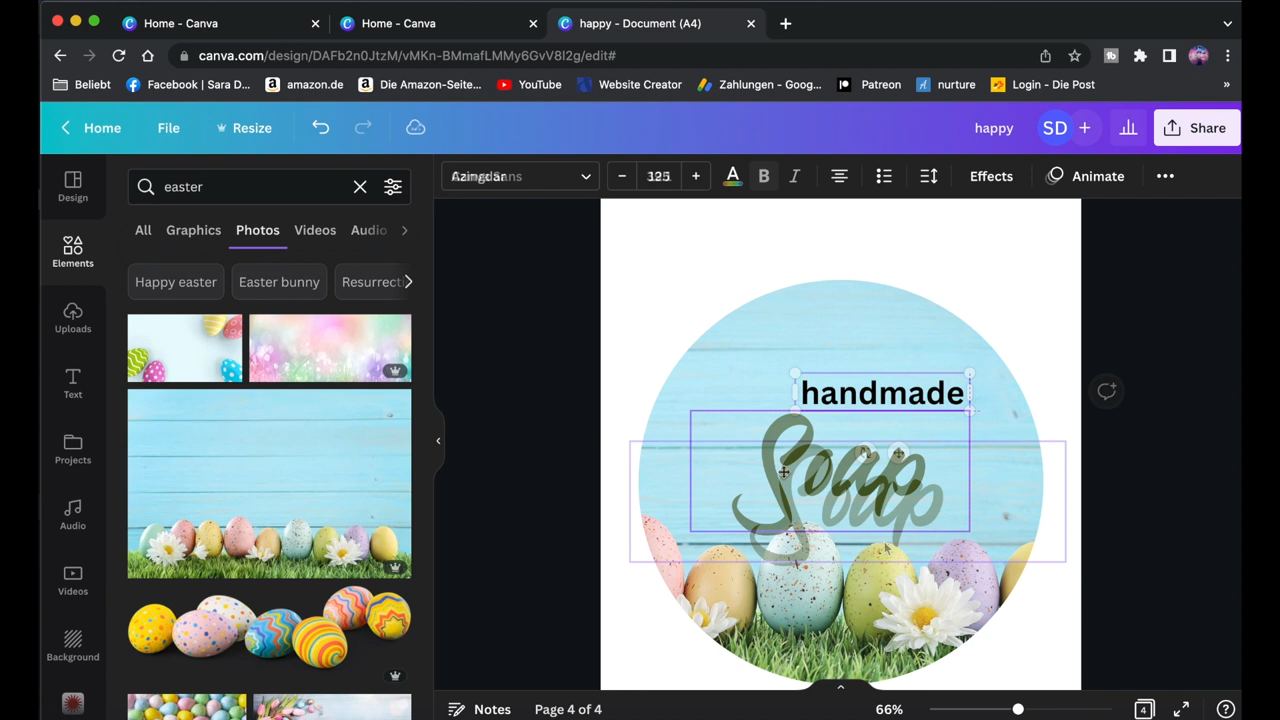 Home - Canva
Home - Canva
happy - Document (A4)
canva.com/design/DAFb2n0JtzM/vMKn-BMmafLMMy6GvV8I2g/edit#
Beliebt
Facebook | Sara D...
amazon.de
Die Amazon-Seite...
YouTube
Website Creator
Zahlungen - Goog...
Patreon
nurture
Login - Die Post
»
Home
File
Resize
happy
SD
+
Share
Design
easter
B
I
Effects
Animate
All
Graphics
Photos
Videos
Audio
Elements
Happy easter
Easter bunny
Resurrecti
Uploads
Text
handmade
Projects
Soap
Audio
Videos
Background
Notes
Page 4 of 4
66%
4